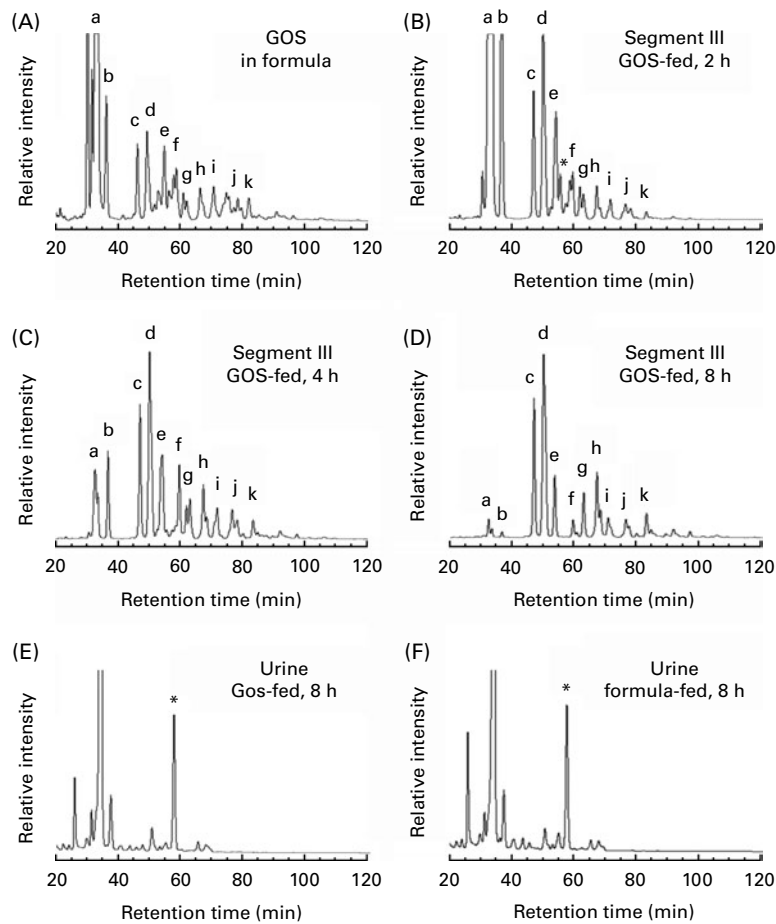 (A)
GOS
in formula
a
b
c
d
e
f
g
h
i
j
k
Relative intensity
20 40 60 80 100 120
Retention time (min)
(B)
Segment III
GOS-fed, 2 h
a
b
c
d
e
*
f
g
h
i
j
k
Relative intensity
20 40 60 80 100 120
Retention time (min)
(C)
Segment III
GOS-fed, 4 h
a
b
c
d
e
f
g
h
i
j
k
Relative intensity
20 40 60 80 100 120
Retention time (min)
(D)
Segment III
GOS-fed, 8 h
a
b
c
d
e
f
g
h
i
j
k
Relative intensity
20 40 60 80 100 120
Retention time (min)
(E)
Urine
Gos-fed, 8 h
*
Relative intensity
20 40 60 80 100 120
Retention time (min)
(F)
Urine
formula-fed, 8 h
*
Relative intensity
20 40 60 80 100 120
Retention time (min)